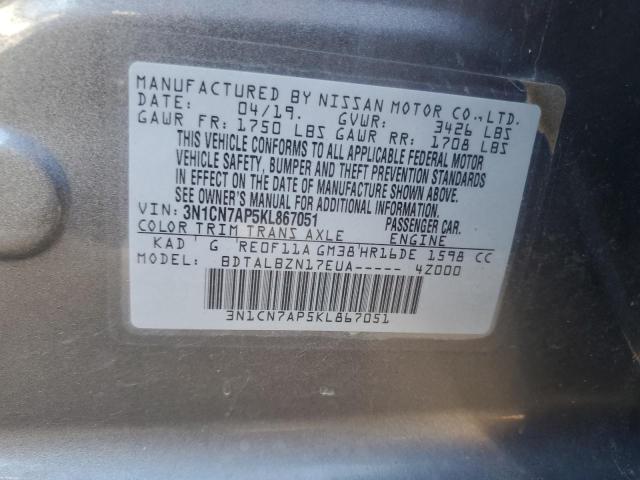 MANUFACTURED BY NISSAN MOTOR CO.,LTD.
DATE: 04/19. GVWR: 3426 LBS
GAWR FR: 1750 LBS GAWR RR: 1708 LBS
THIS VEHICLE CONFORMS TO ALL APPLICABLE FEDERAL MOTOR
VEHICLE SAFETY, BUMPER AND THEFT PREVENTION STANDARDS
IN EFFECT ON THE DATE OF MANUFACTURE SHOWN ABOVE.
SEE OWNER'S MANUAL FOR ADDITIONAL INFORMATION.
VIN: 3N1CN7AP5KL867051 PASSENGER CAR.
COLOR TRIM TRANS AXLE ENGINE
KAD G RE0F11A GM38 HR16DE 1598 CC
MODEL: BDTALBZN17EUA----- 4Z000
3N1CN7AP5KL867051